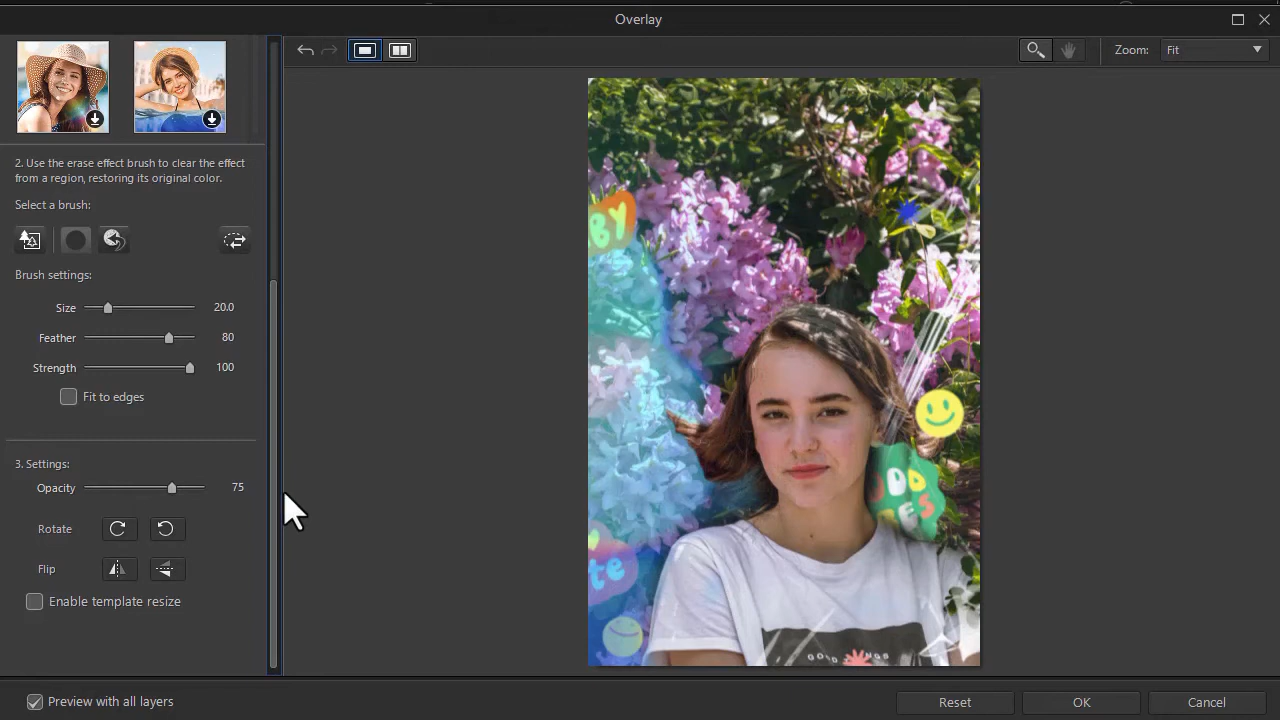 Overlay
Zoom: Fit
2. Use the erase effect brush to clear the effect
from a region, restoring its original color.
Select a brush:
Brush settings:
Size 20.0
Feather 80
Strength 100
Fit to edges
3. Settings:
Opacity 75
Rotate
Flip
Enable template resize
Preview with all layers
Reset OK Cancel
BY